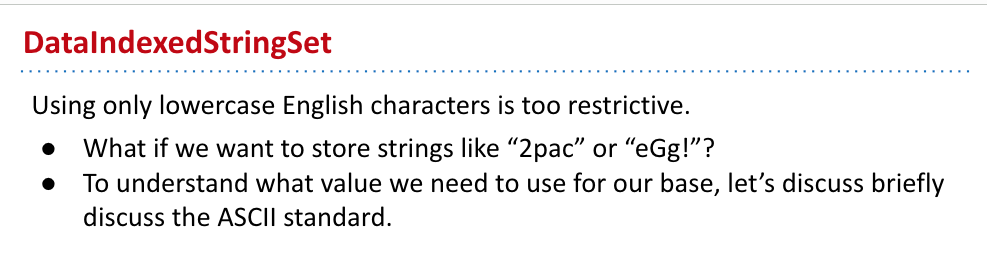 DataIndexedStringSet
Using only lowercase English characters is too restrictive.
● What if we want to store strings like “2pac” or “eGg!”?
● To understand what value we need to use for our base, let’s discuss briefly
discuss the ASCII standard.